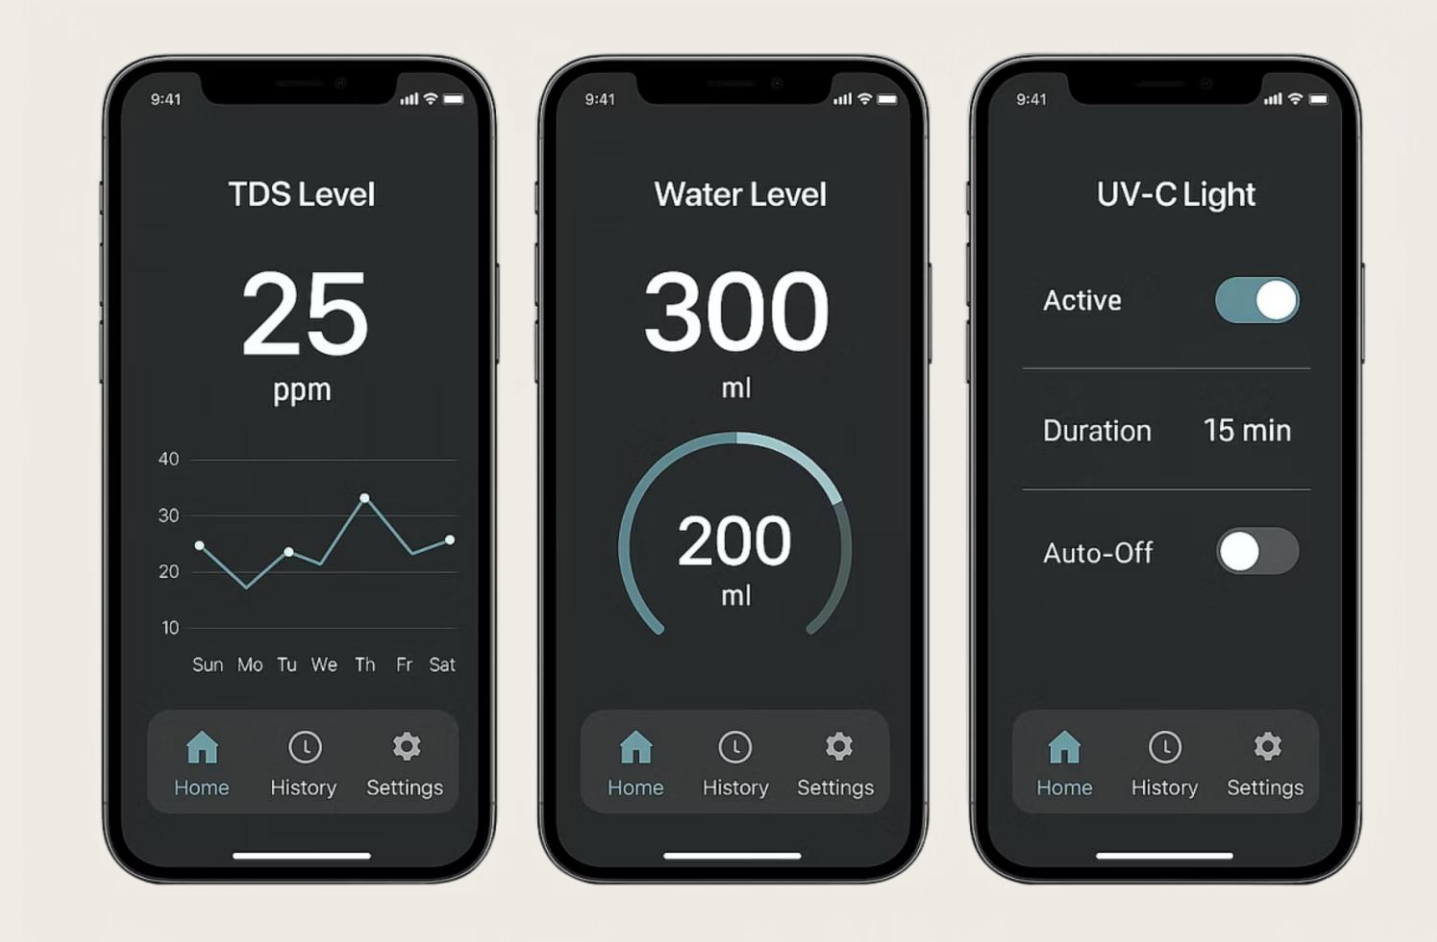 9:41
TDS Level
25
ppm
40
30
20
10
Sun Mo Tu We Th Fr Sat
Home History Settings
9:41
Water Level
300
ml
200
ml
Home History Settings
9:41
UV-C Light
Active
Duration 15 min
Auto-Off
Home History Settings